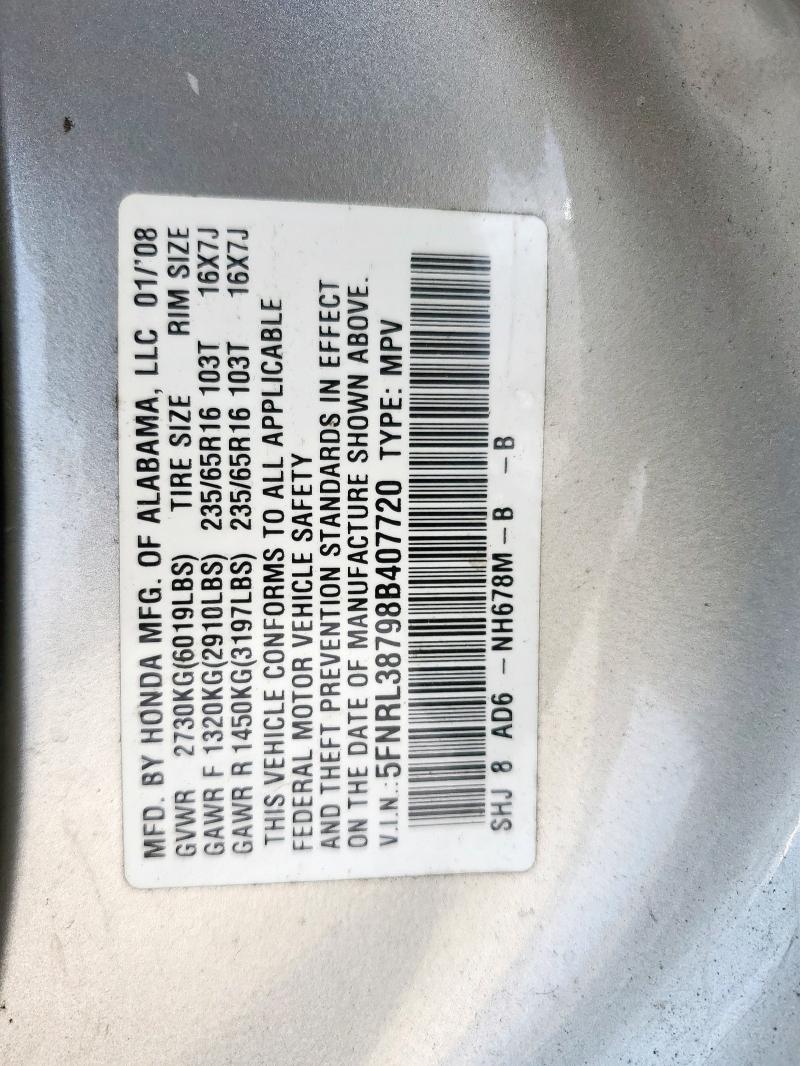 MFD. BY HONDA MFG. OF ALABAMA, LLC 01/'08
GVWR 2730KG(6019LBS) TIRE SIZE RIM SIZE
GAWR F 1320KG(2910LBS) 235/65R16 103T 16X7J
GAWR R 1450KG(3197LBS) 235/65R16 103T 16X7J
THIS VEHICLE CONFORMS TO ALL APPLICABLE
FEDERAL MOTOR VEHICLE SAFETY
AND THEFT PREVENTION STANDARDS IN EFFECT
ON THE DATE OF MANUFACTURE SHOWN ABOVE.
V.I.N.: 5FNRL38798B407720 TYPE: MPV
SHJ 8 AD6 -NH678M-B -B